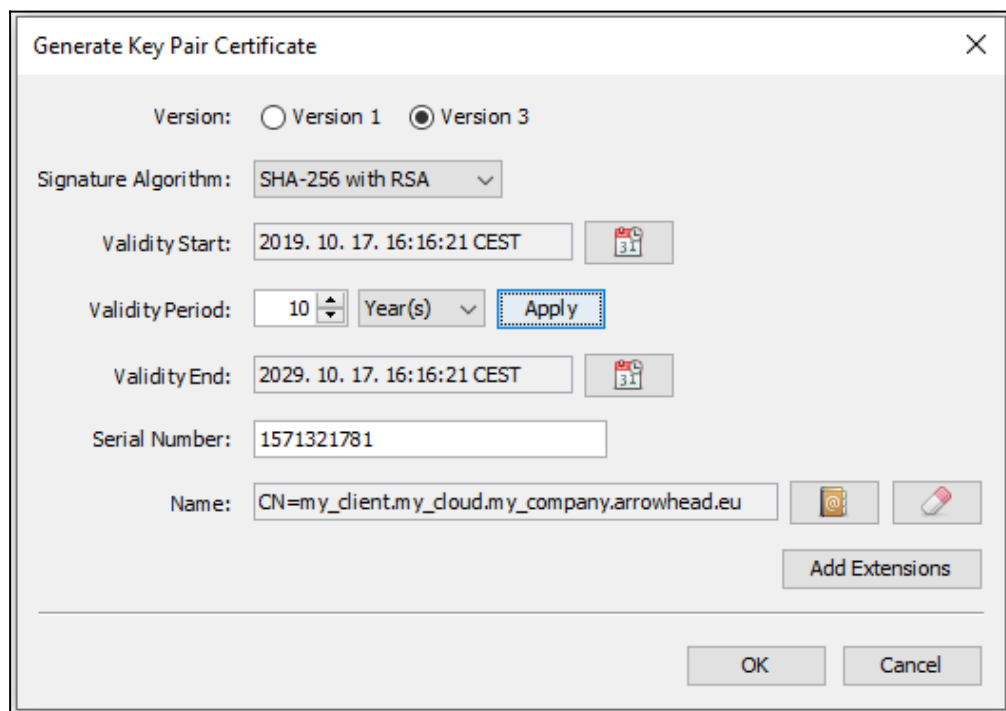 Generate Key Pair Certificate
Version: Version 1 Version 3
Signature Algorithm: SHA-256 with RSA
Validity Start: 2019. 10. 17. 16:16:21 CEST 31
Validity Period: 10 Year(s) Apply
Validity End: 2029. 10. 17. 16:16:21 CEST 31
Serial Number: 1571321781
Name: CN=my_client.my_cloud.my_company.arrowhead.eu @
Add Extensions
OK Cancel